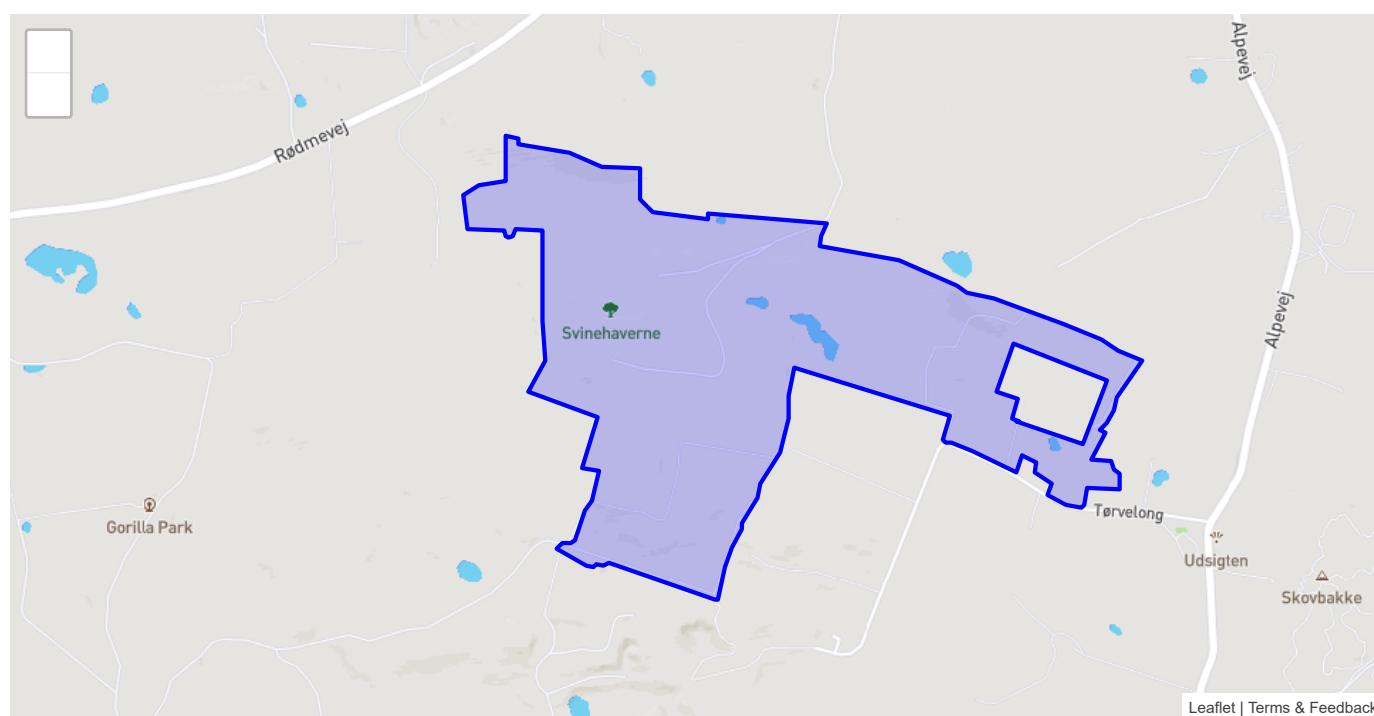 Alpevej
Rødmevej
Alpevej
Svinehaverne
Gorilla Park
Tørvelong
Udsigten
Skovbakke
Leaflet | Terms & Feedback